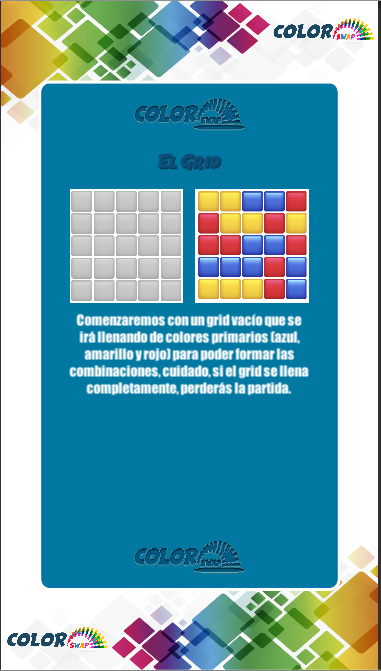 COLOR
SWAP
COLOR
SWAP
El Grid
Comenzaremos con un grid vacío que se
irá llenando de colores primarios (azul,
amarillo y rojo) para poder formar las
combinaciones, cuidado, si el grid se llena
completamente, perderás la partida.
COLOR
SWAP
COLOR
SWAP